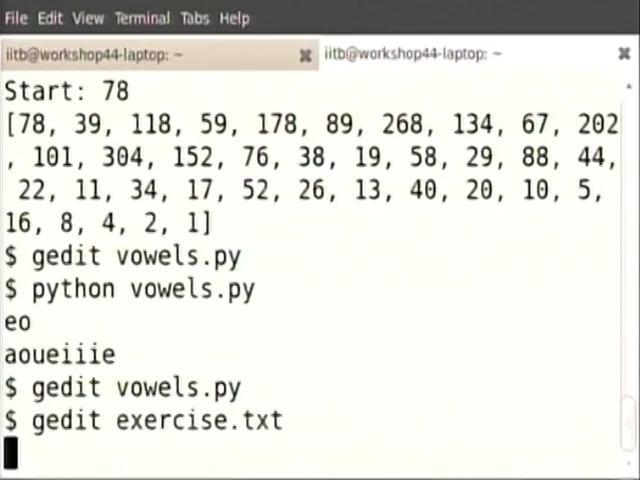 File Edit View Terminal Tabs Help
iitb@workshop44-laptop: ~ iitb@workshop44-laptop: ~
Start: 78
[78, 39, 118, 59, 178, 89, 268, 134, 67, 202
, 101, 304, 152, 76, 38, 19, 58, 29, 88, 44,
22, 11, 34, 17, 52, 26, 13, 40, 20, 10, 5,
16, 8, 4, 2, 1]
$ gedit vowels.py
$ python vowels.py
eo
aoueiiie
$ gedit vowels.py
$ gedit exercise.txt